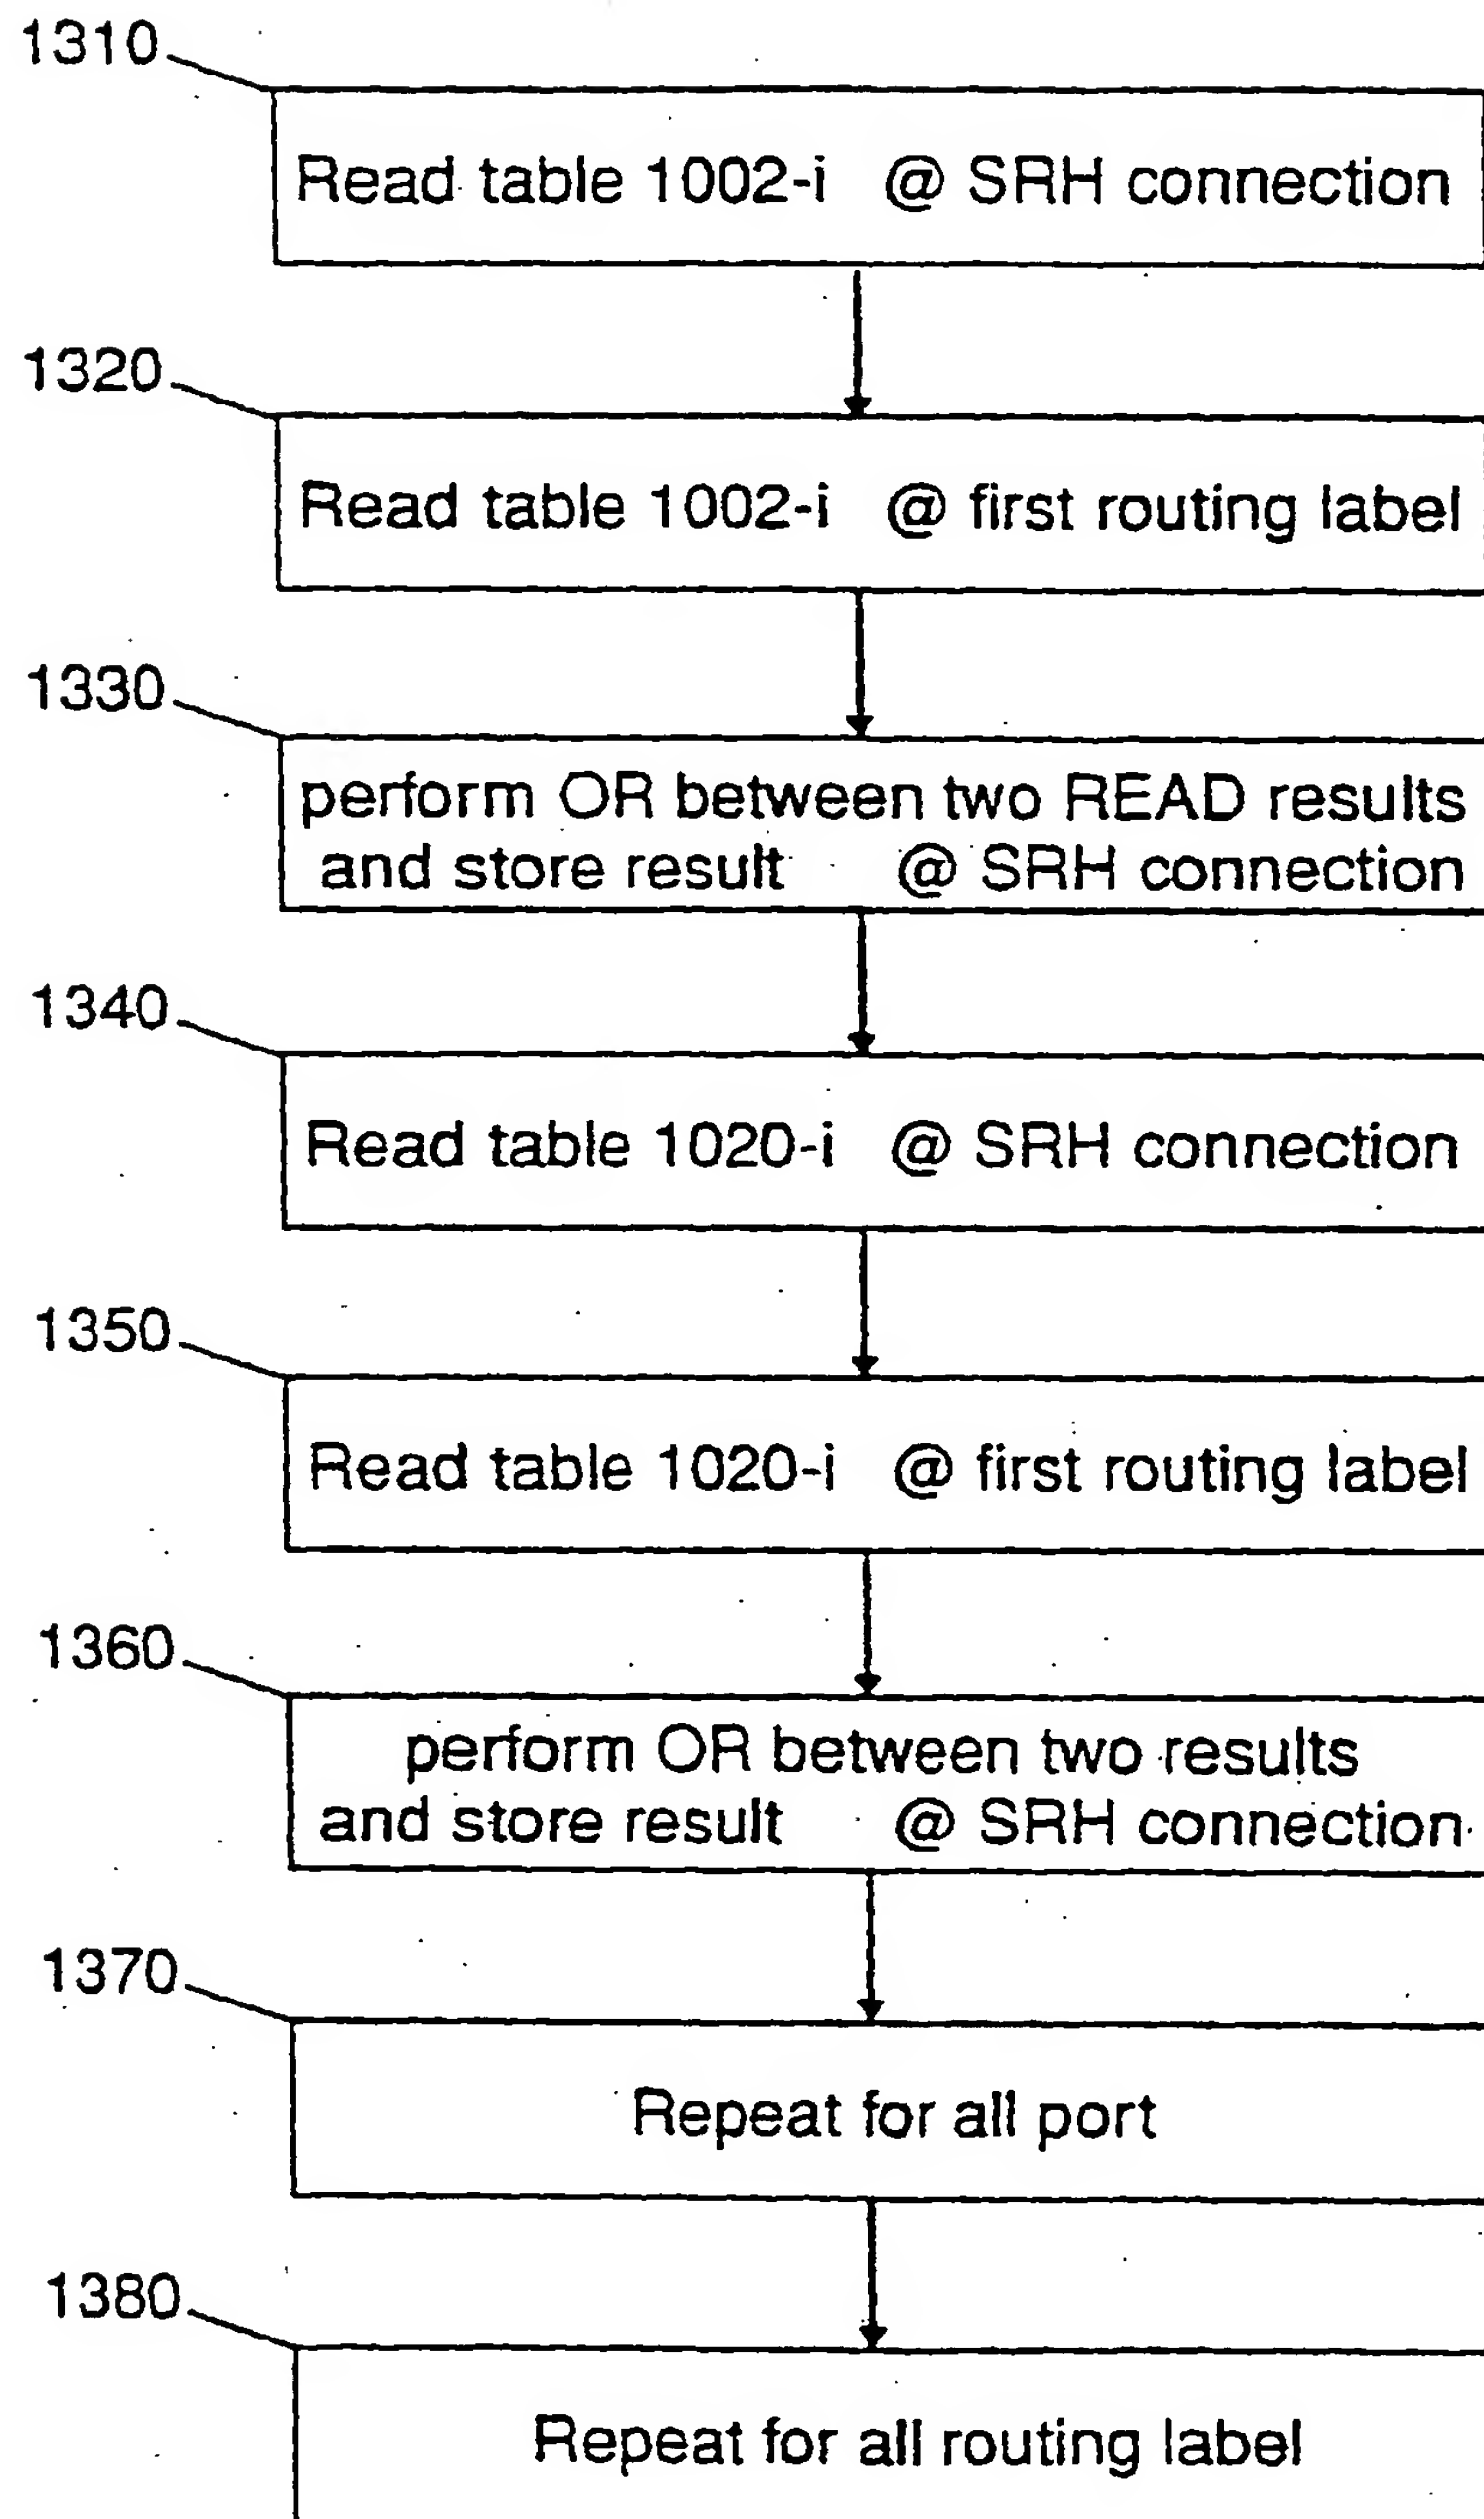 1310
Read table 1002-i @ SRH connection
1320
Read table 1002-i @ first routing label
1330
perform OR between two READ results
and store result @ SRH connection
1340
Read table 1020-i @ SRH connection
1350
Read table 1020-i @ first routing label
1360
perform OR between two results
and store result @ SRH connection
1370
Repeat for all port
1380
Repeat for all routing label